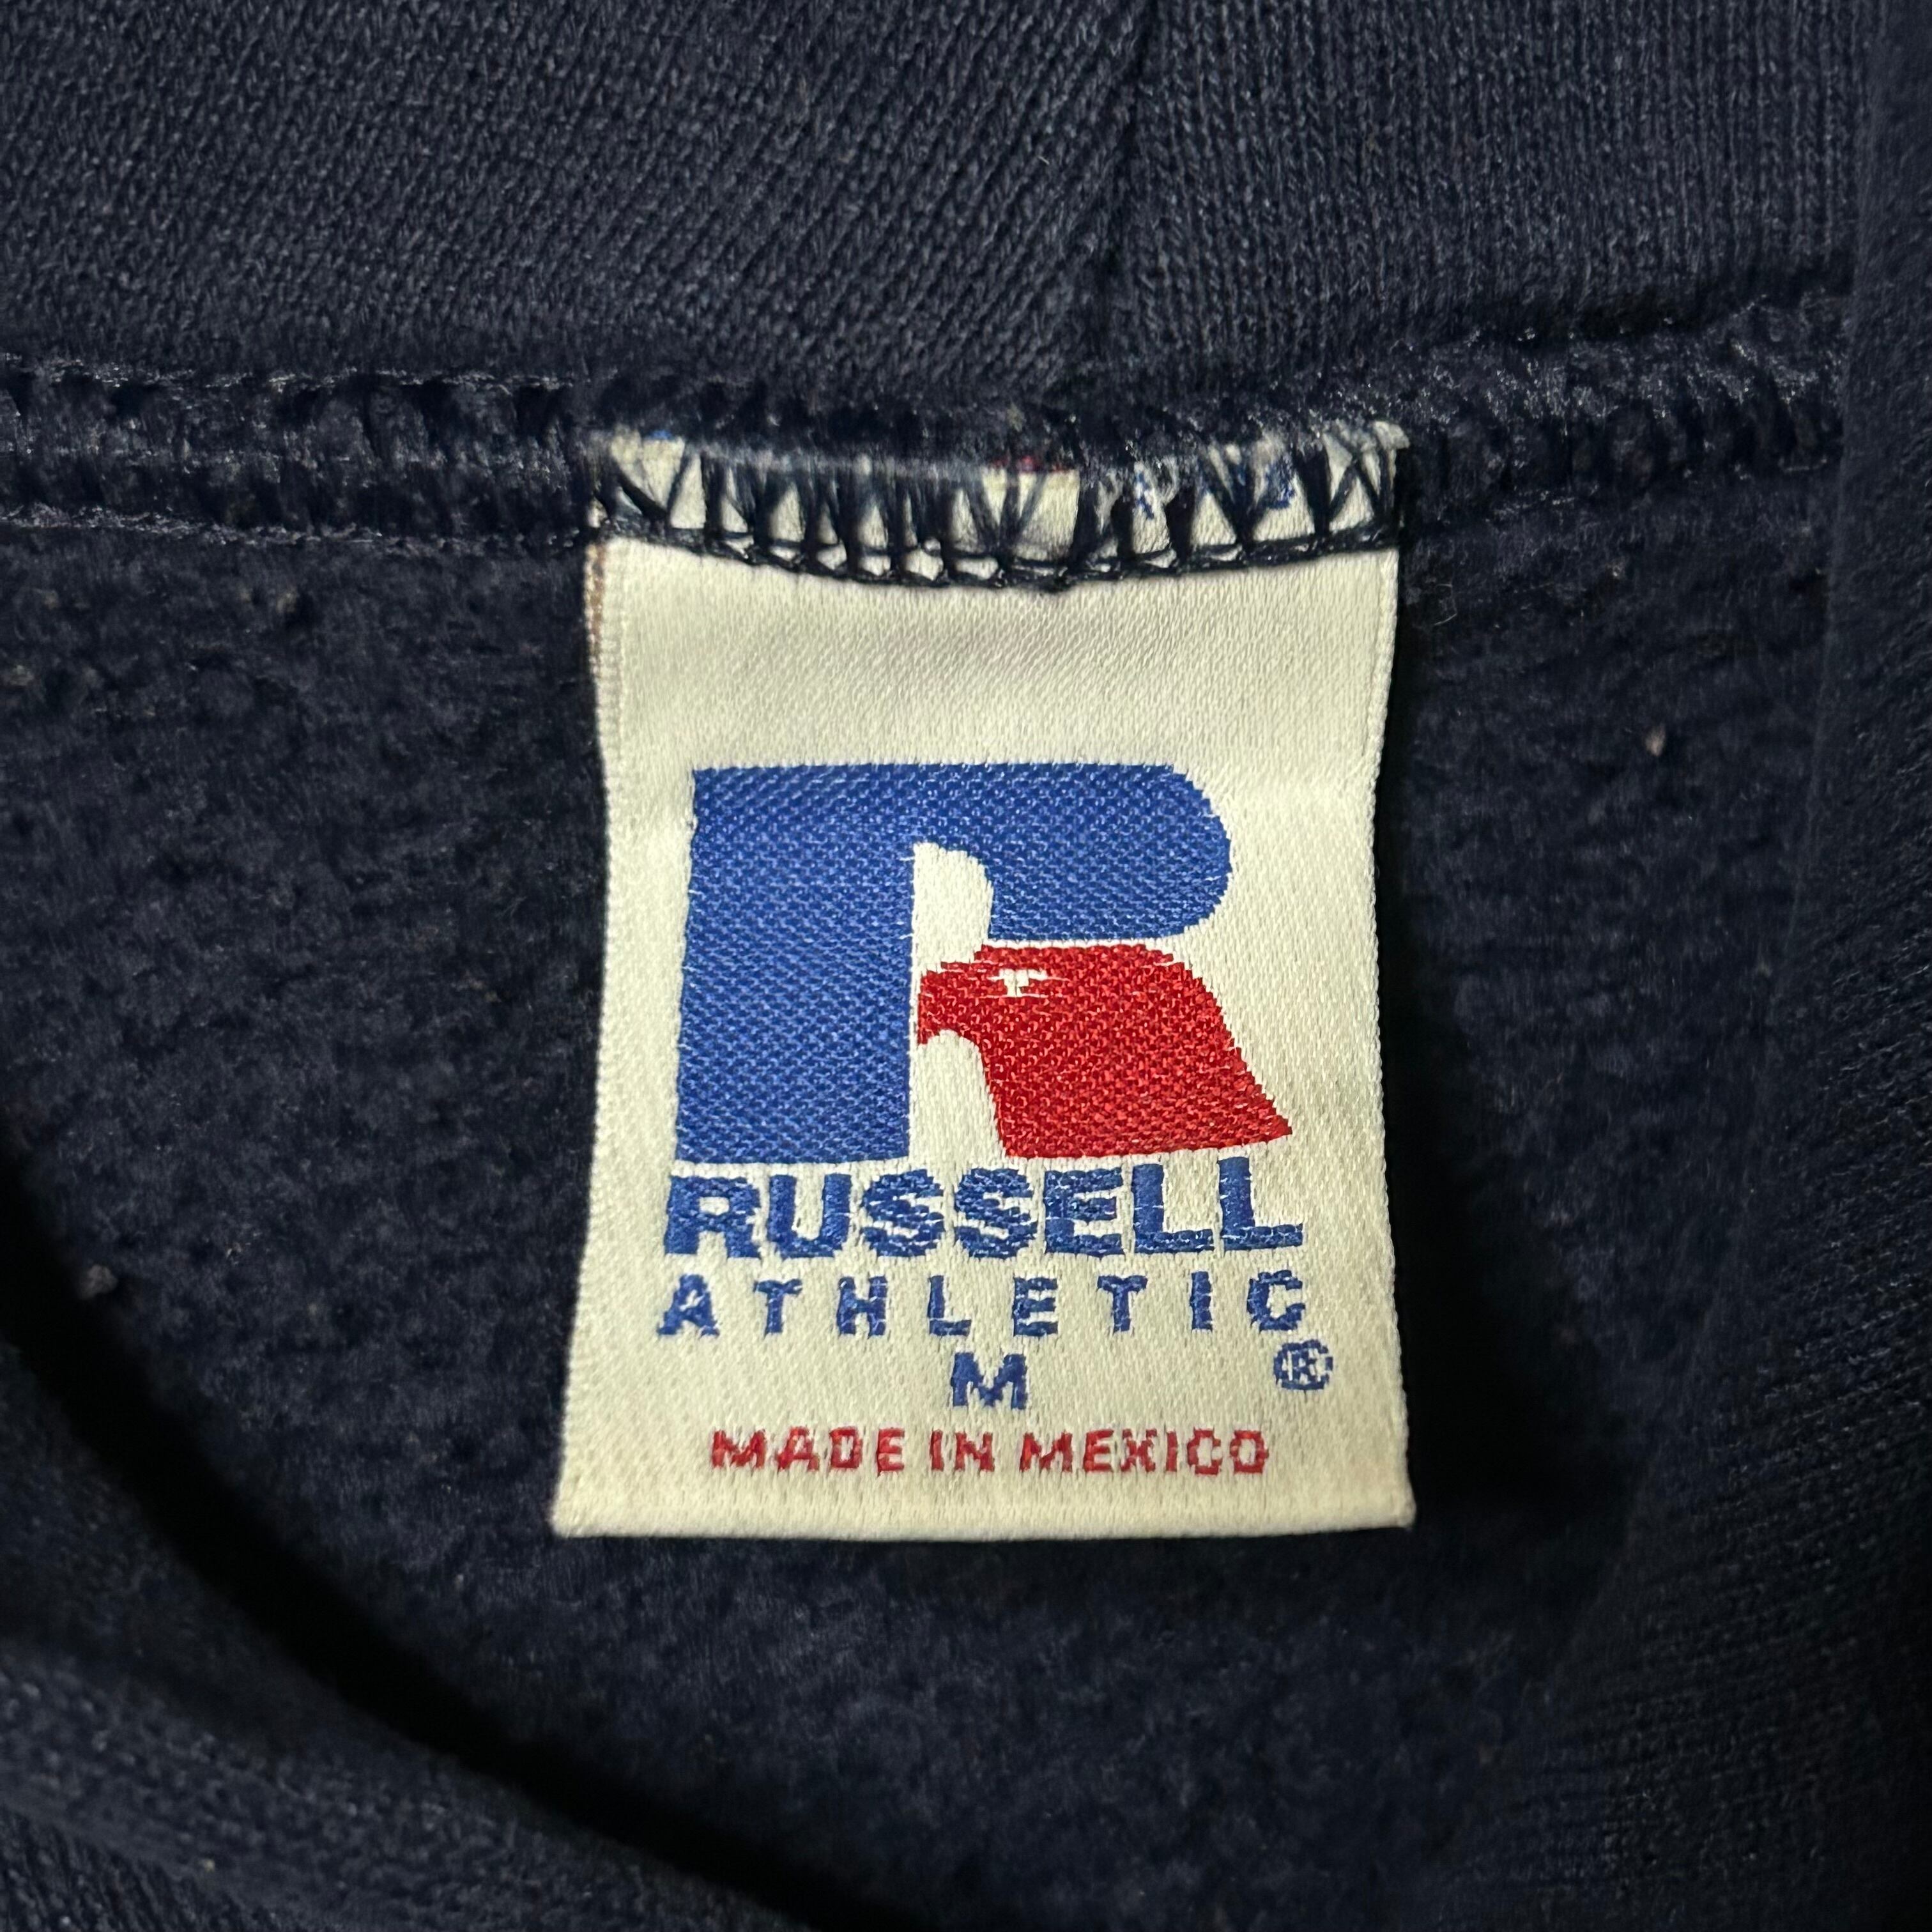 RUSSELL
ATHLETIC
®
M
MADE IN MEXICO